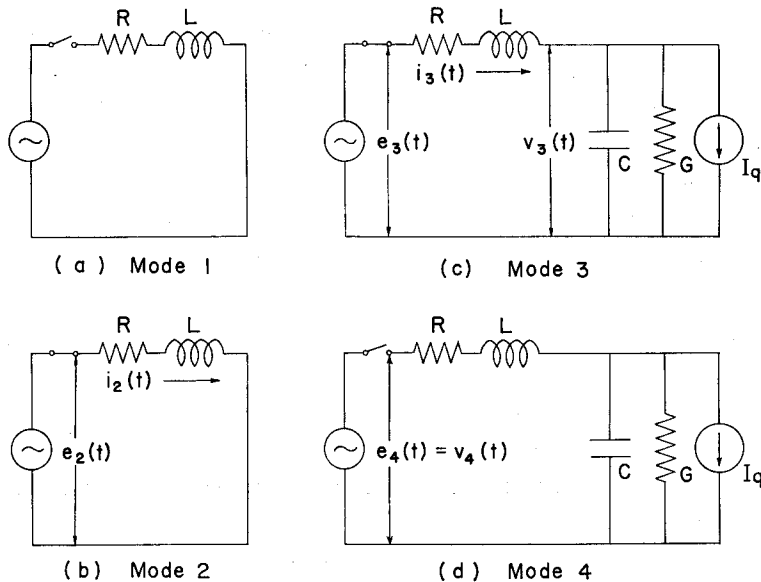 R L
( a ) Mode 1
R L
i₃(t)
e₃(t) v₃(t)
C G Iq
( c ) Mode 3
R L
i₂(t)
e₂(t)
( b ) Mode 2
R L
e₄(t) = v₄(t)
C G Iq
( d ) Mode 4